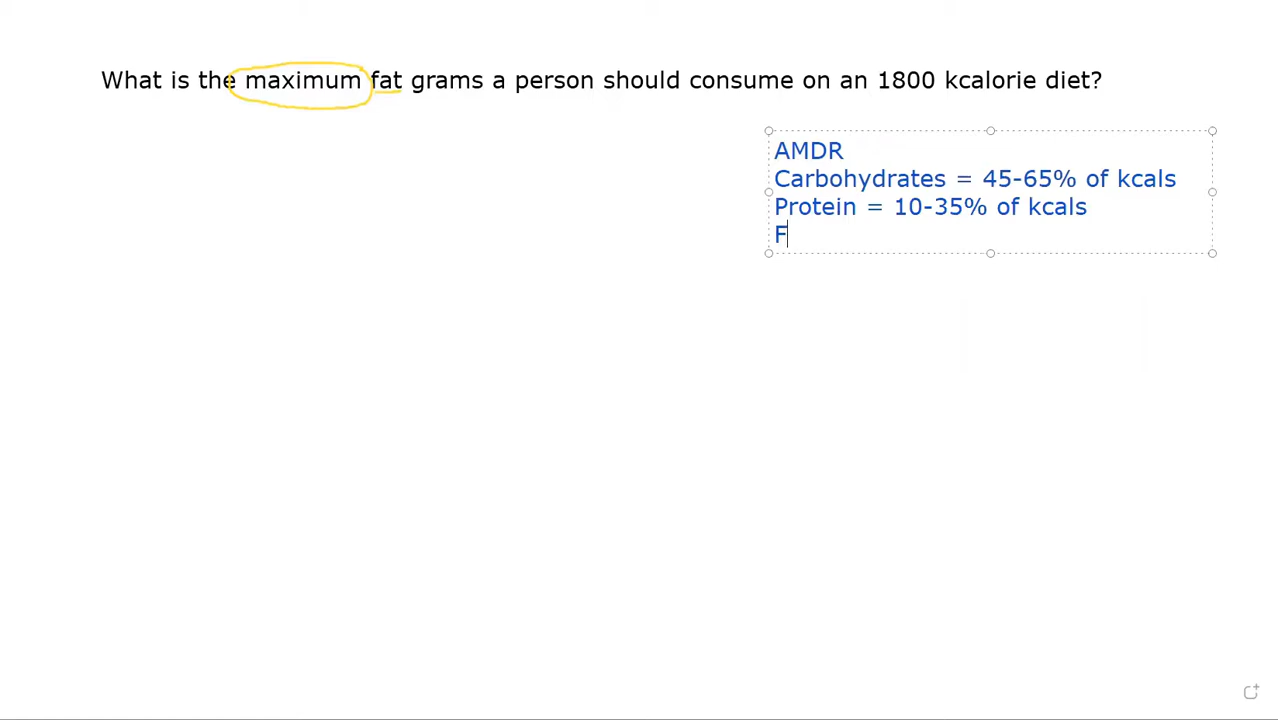 What is the maximum fat grams a person should consume on an 1800 kcalorie diet?
AMDR
Carbohydrates = 45-65% of kcals
Protein = 10-35% of kcals
F